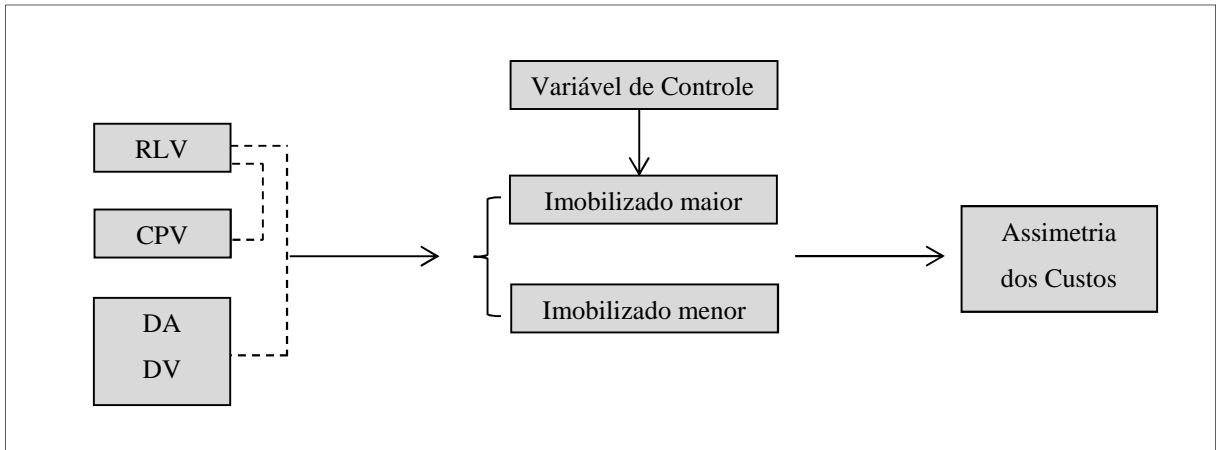 Variável de Controle
RLV
CPV
DA
DV
Imobilizado maior
Imobilizado menor
Assimetria
dos Custos